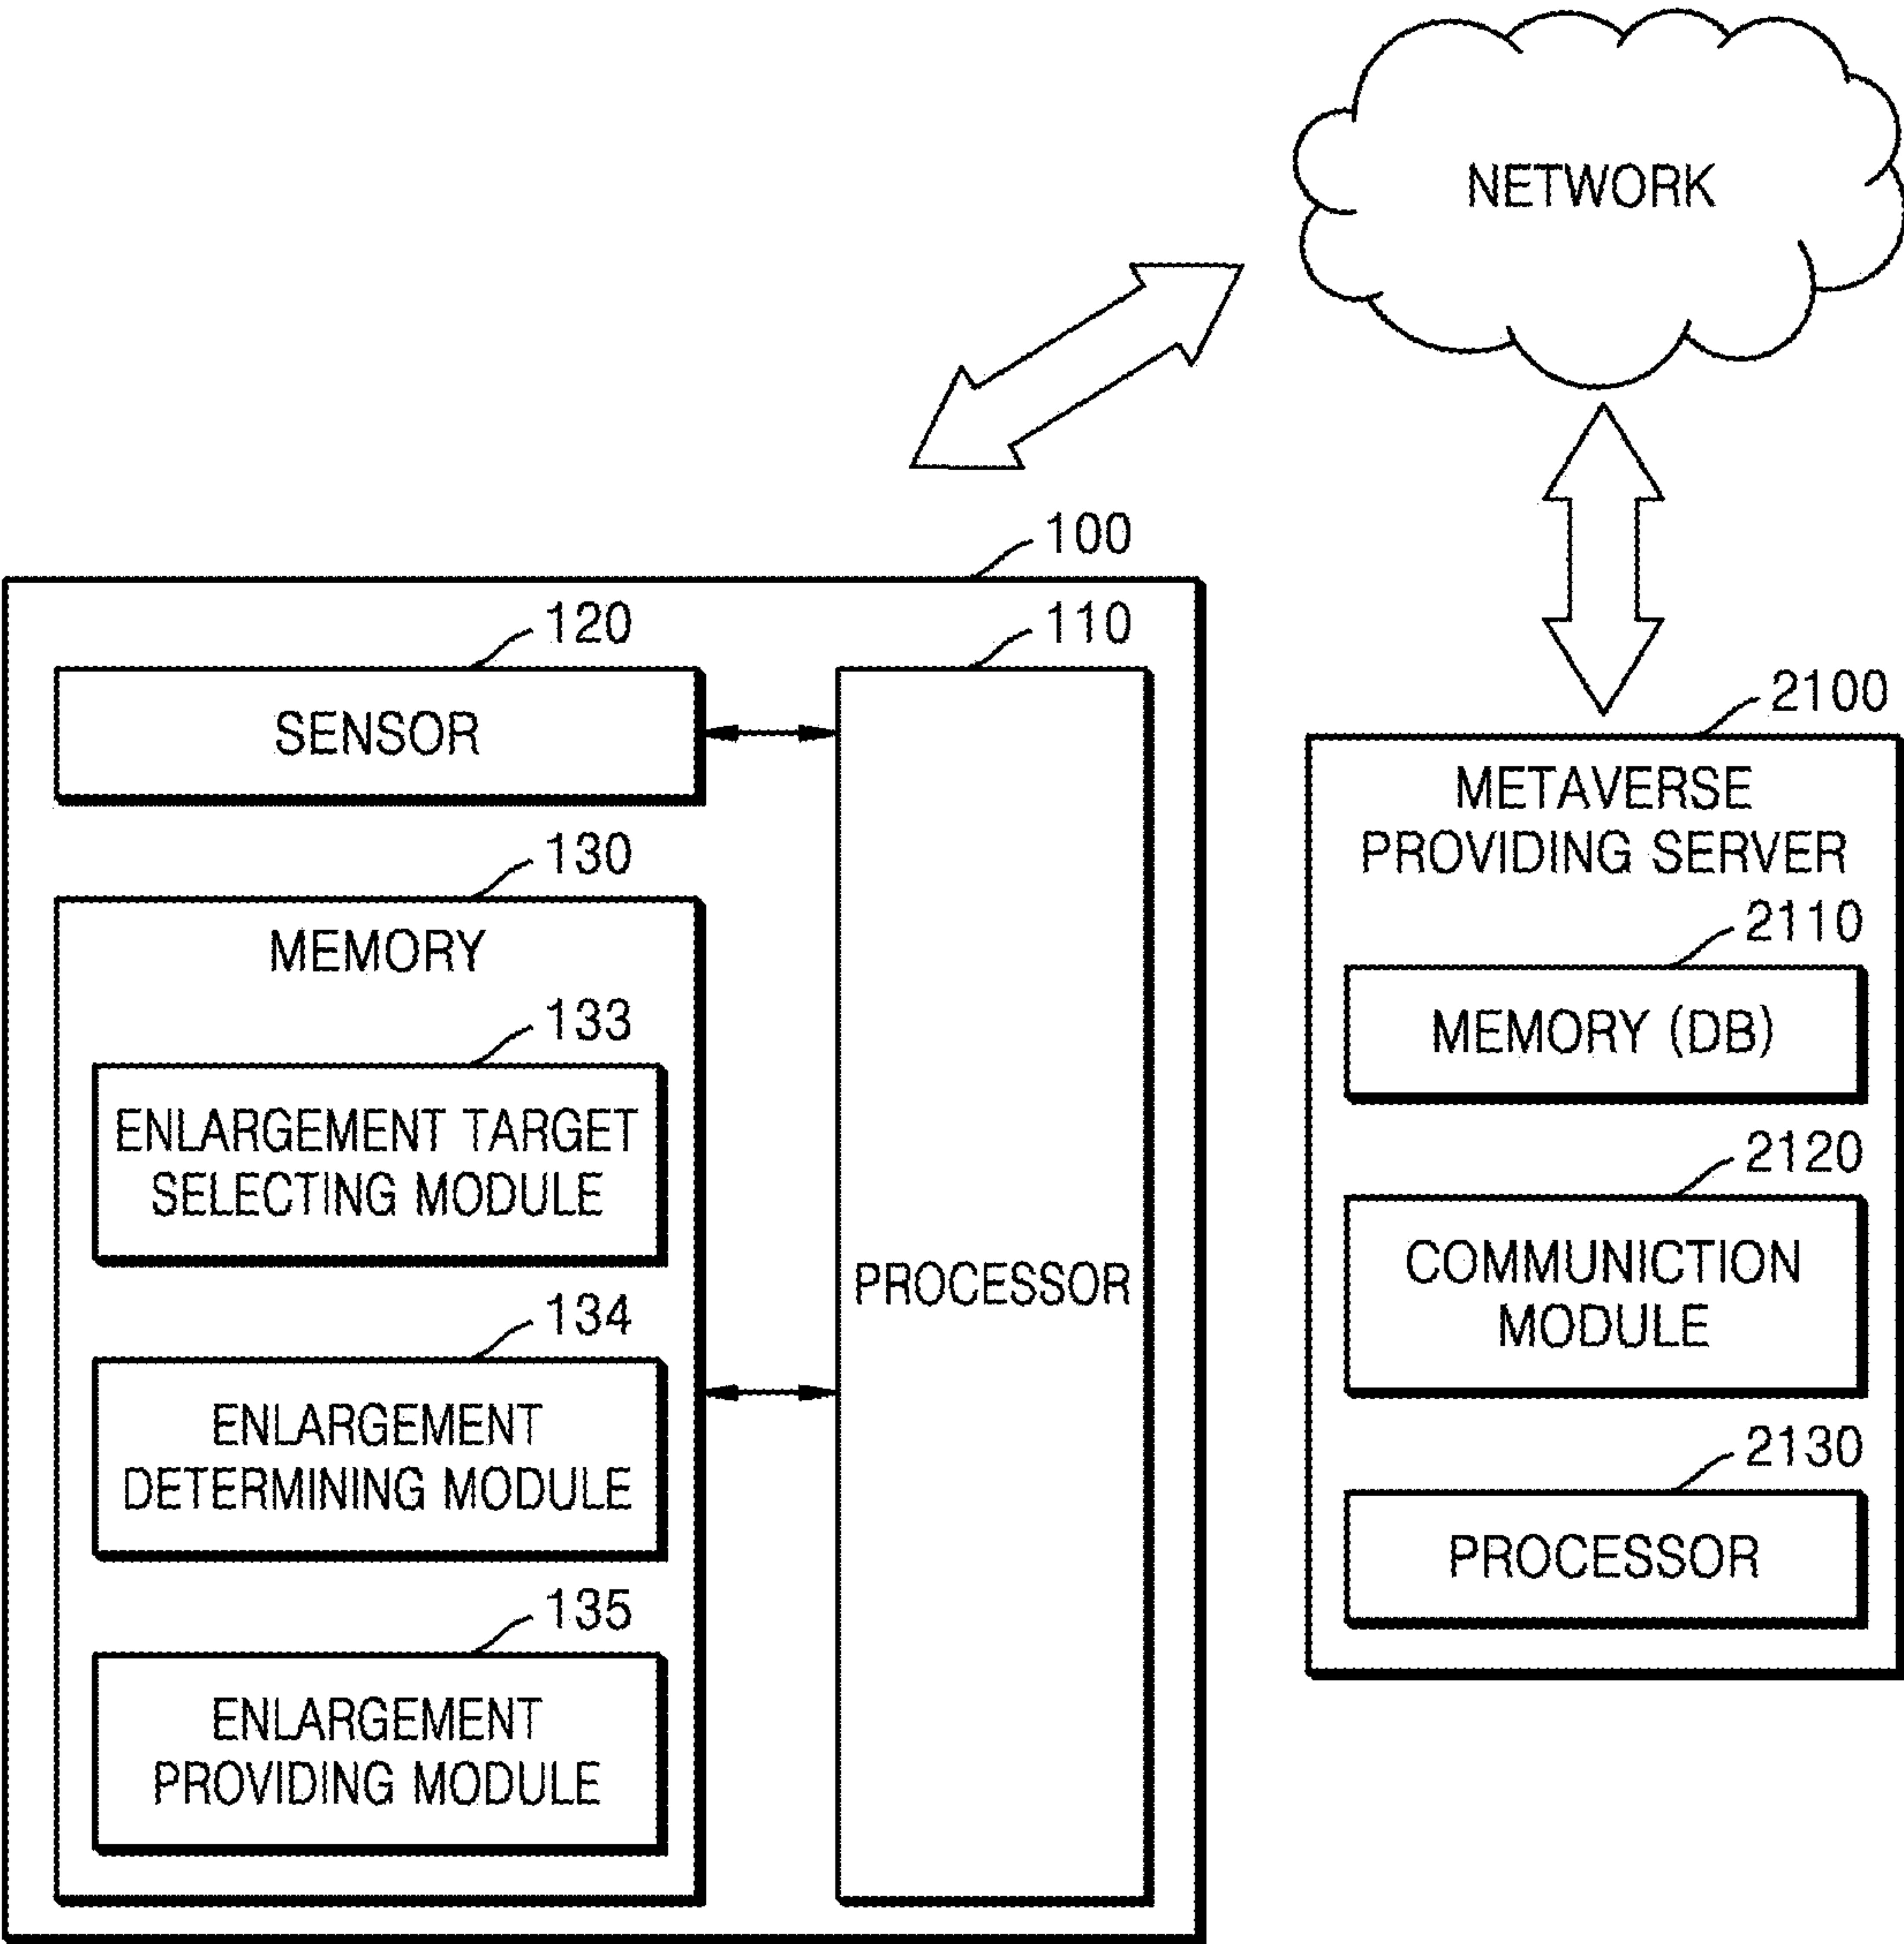 NETWORK
100
120
110
SENSOR
130
MEMORY
133
ENLARGEMENT TARGET
SELECTING MODULE
134
ENLARGEMENT
DETERMINING MODULE
135
ENLARGEMENT
PROVIDING MODULE
PROCESSOR
2100
METAVERSE
PROVIDING SERVER
2110
MEMORY (DB)
2120
COMMUNICTION
MODULE
2130
PROCESSOR